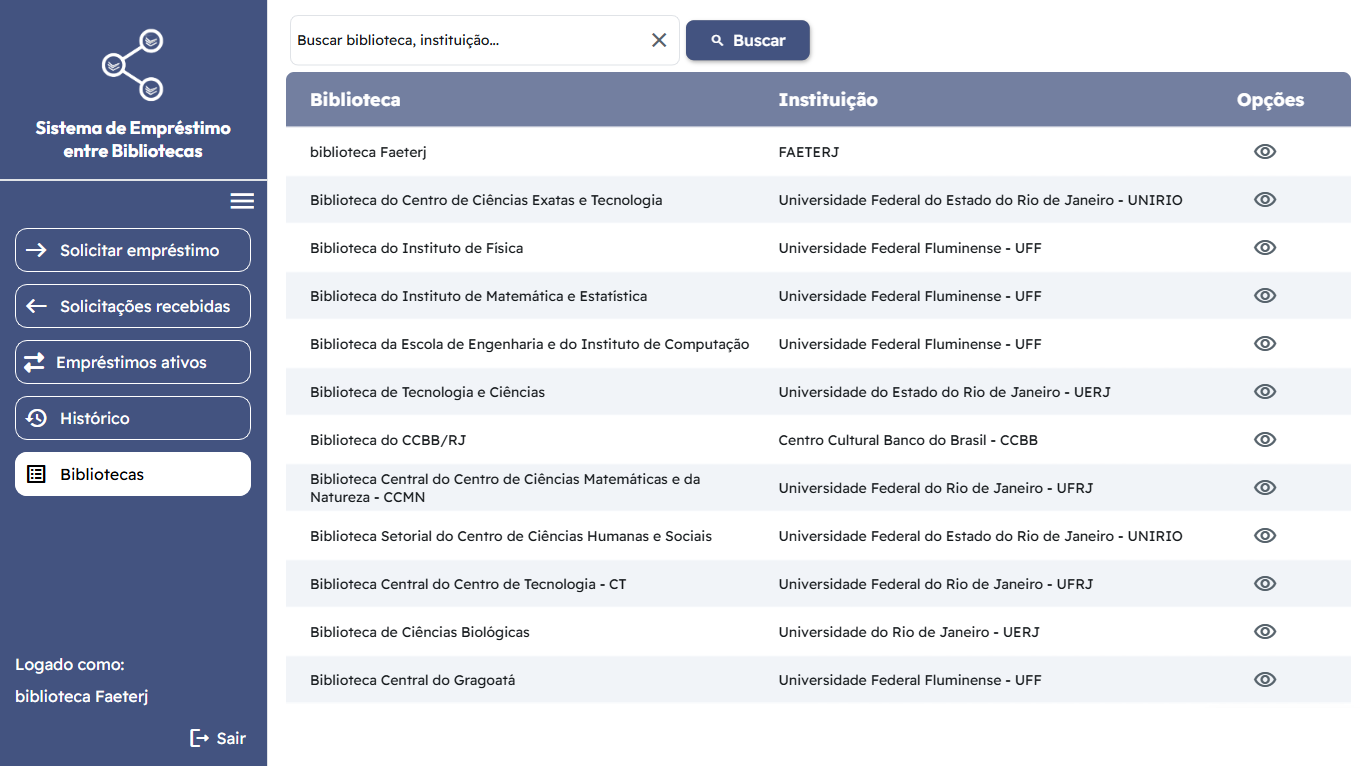 Sistema de Empréstimo
entre Bibliotecas
Solicitar empréstimo
Solicitações recebidas
Empréstimos ativos
Histórico
Bibliotecas
Logado como:
biblioteca Faeterj
Sair
Buscar biblioteca, instituição...
Buscar
Biblioteca Instituição Opções
biblioteca Faeterj FAETERJ
Biblioteca do Centro de Ciências Exatas e Tecnologia Universidade Federal do Estado do Rio de Janeiro - UNIRIO
Biblioteca do Instituto de Física Universidade Federal Fluminense - UFF
Biblioteca do Instituto de Matemática e Estatística Universidade Federal Fluminense - UFF
Biblioteca da Escola de Engenharia e do Instituto de Computação Universidade Federal Fluminense - UFF
Biblioteca de Tecnologia e Ciências Universidade do Estado do Rio de Janeiro - UERJ
Biblioteca do CCBB/RJ Centro Cultural Banco do Brasil - CCBB
Biblioteca Central do Centro de Ciências Matemáticas e da
Natureza - CCMN Universidade Federal do Rio de Janeiro - UFRJ
Biblioteca Setorial do Centro de Ciências Humanas e Sociais Universidade Federal do Estado do Rio de Janeiro - UNIRIO
Biblioteca Central do Centro de Tecnologia - CT Universidade Federal do Rio de Janeiro - UFRJ
Biblioteca de Ciências Biológicas Universidade do Rio de Janeiro - UERJ
Biblioteca Central do Gragoatá Universidade Federal Fluminense - UFF